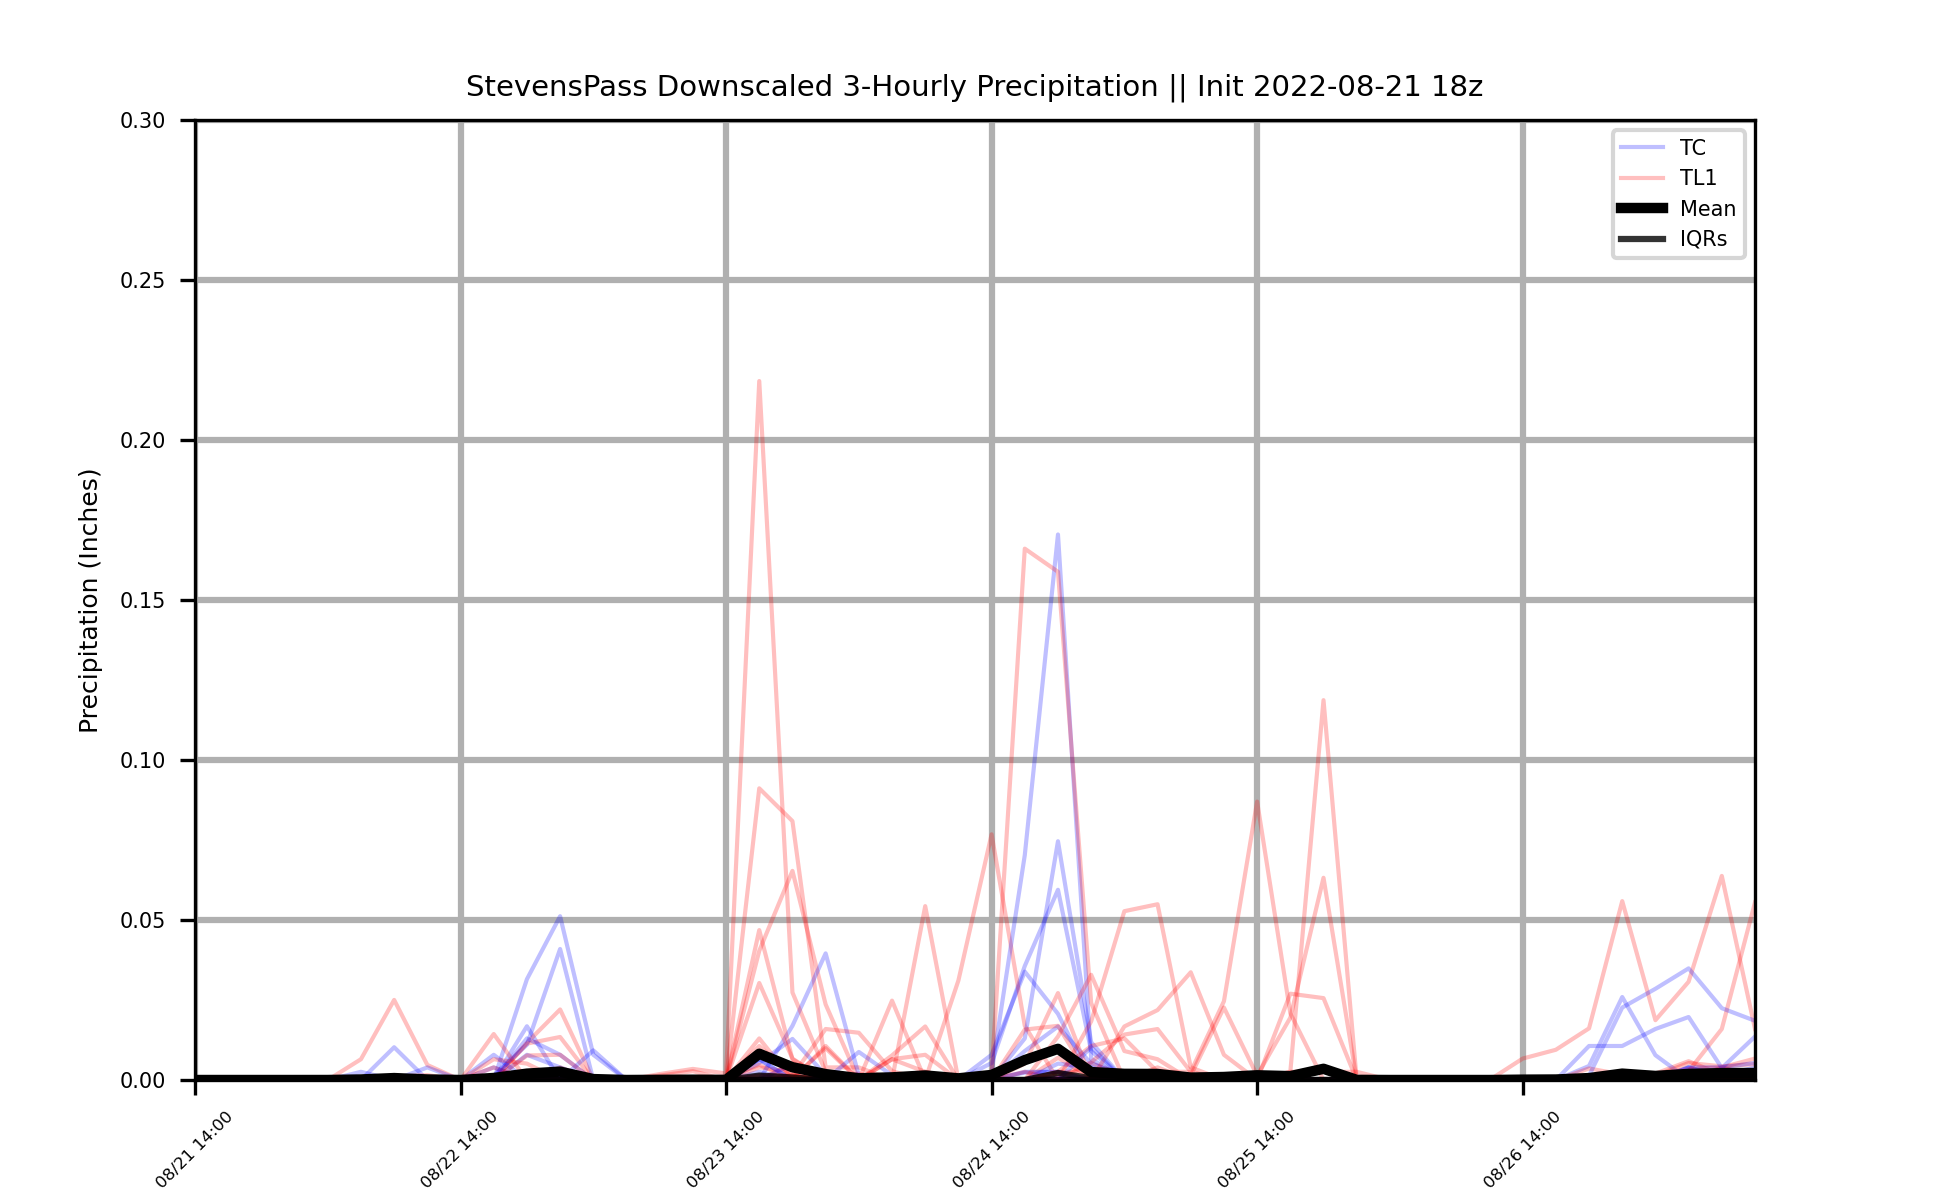 StevensPass Downscaled 3-Hourly Precipitation || Init 2022-08-21 18z
0.30
0.25
0.20
0.15
0.10
0.05
0.00
Precipitation (Inches)
TC
TL1
Mean
IQRs
08/21 14:00
08/22 14:00
08/23 14:00
08/24 14:00
08/25 14:00
08/26 14:00